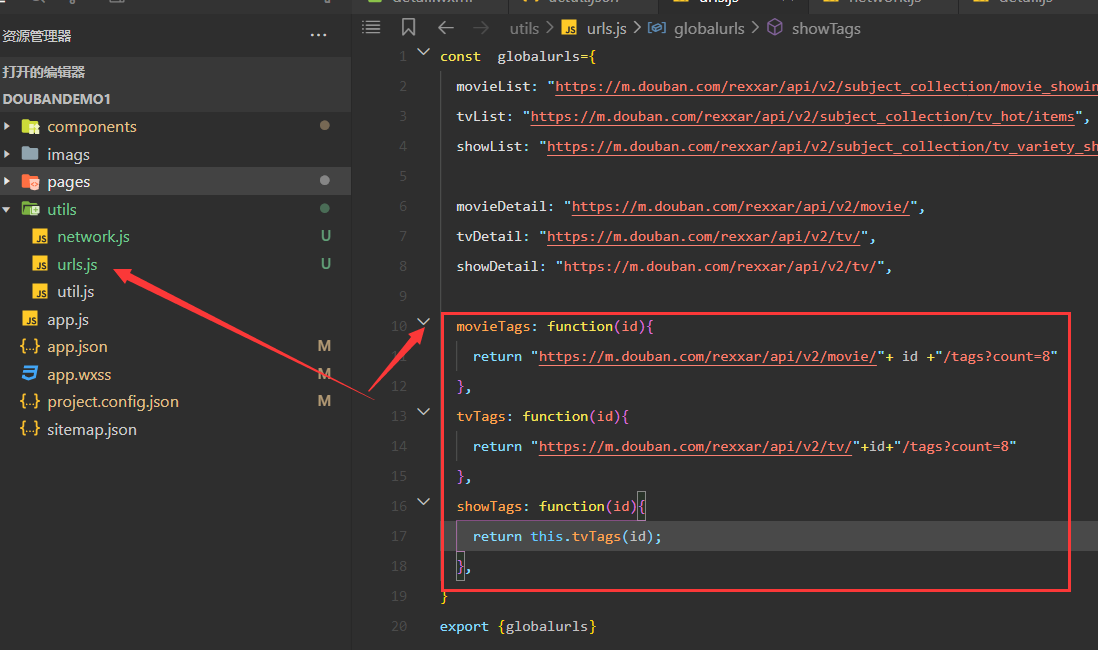 资源管理器
打开的编辑器
DOUBANDEMO1
components
imags
pages
utils
network.js U
urls.js U
util.js
app.js
app.json M
app.wxss M
project.config.json M
sitemap.json
utils > urls.js > globalurls > showTags
1 const globalurls={
2 movieList: "https://m.douban.com/rexxar/api/v2/subject_collection/movie_showin
3 tvList: "https://m.douban.com/rexxar/api/v2/subject_collection/tv_hot/items",
4 showList: "https://m.douban.com/rexxar/api/v2/subject_collection/tv_variety_sh
5
6 movieDetail: "https://m.douban.com/rexxar/api/v2/movie/",
7 tvDetail: "https://m.douban.com/rexxar/api/v2/tv/",
8 showDetail: "https://m.douban.com/rexxar/api/v2/tv/",
9
10 movieTags: function(id){
11 return "https://m.douban.com/rexxar/api/v2/movie/"+ id +"/tags?count=8"
12 },
13 tvTags: function(id){
14 return "https://m.douban.com/rexxar/api/v2/tv/"+id+"/tags?count=8"
15 },
16 showTags: function(id){
17 return this.tvTags(id);
18 },
19 }
20 export {globalurls}